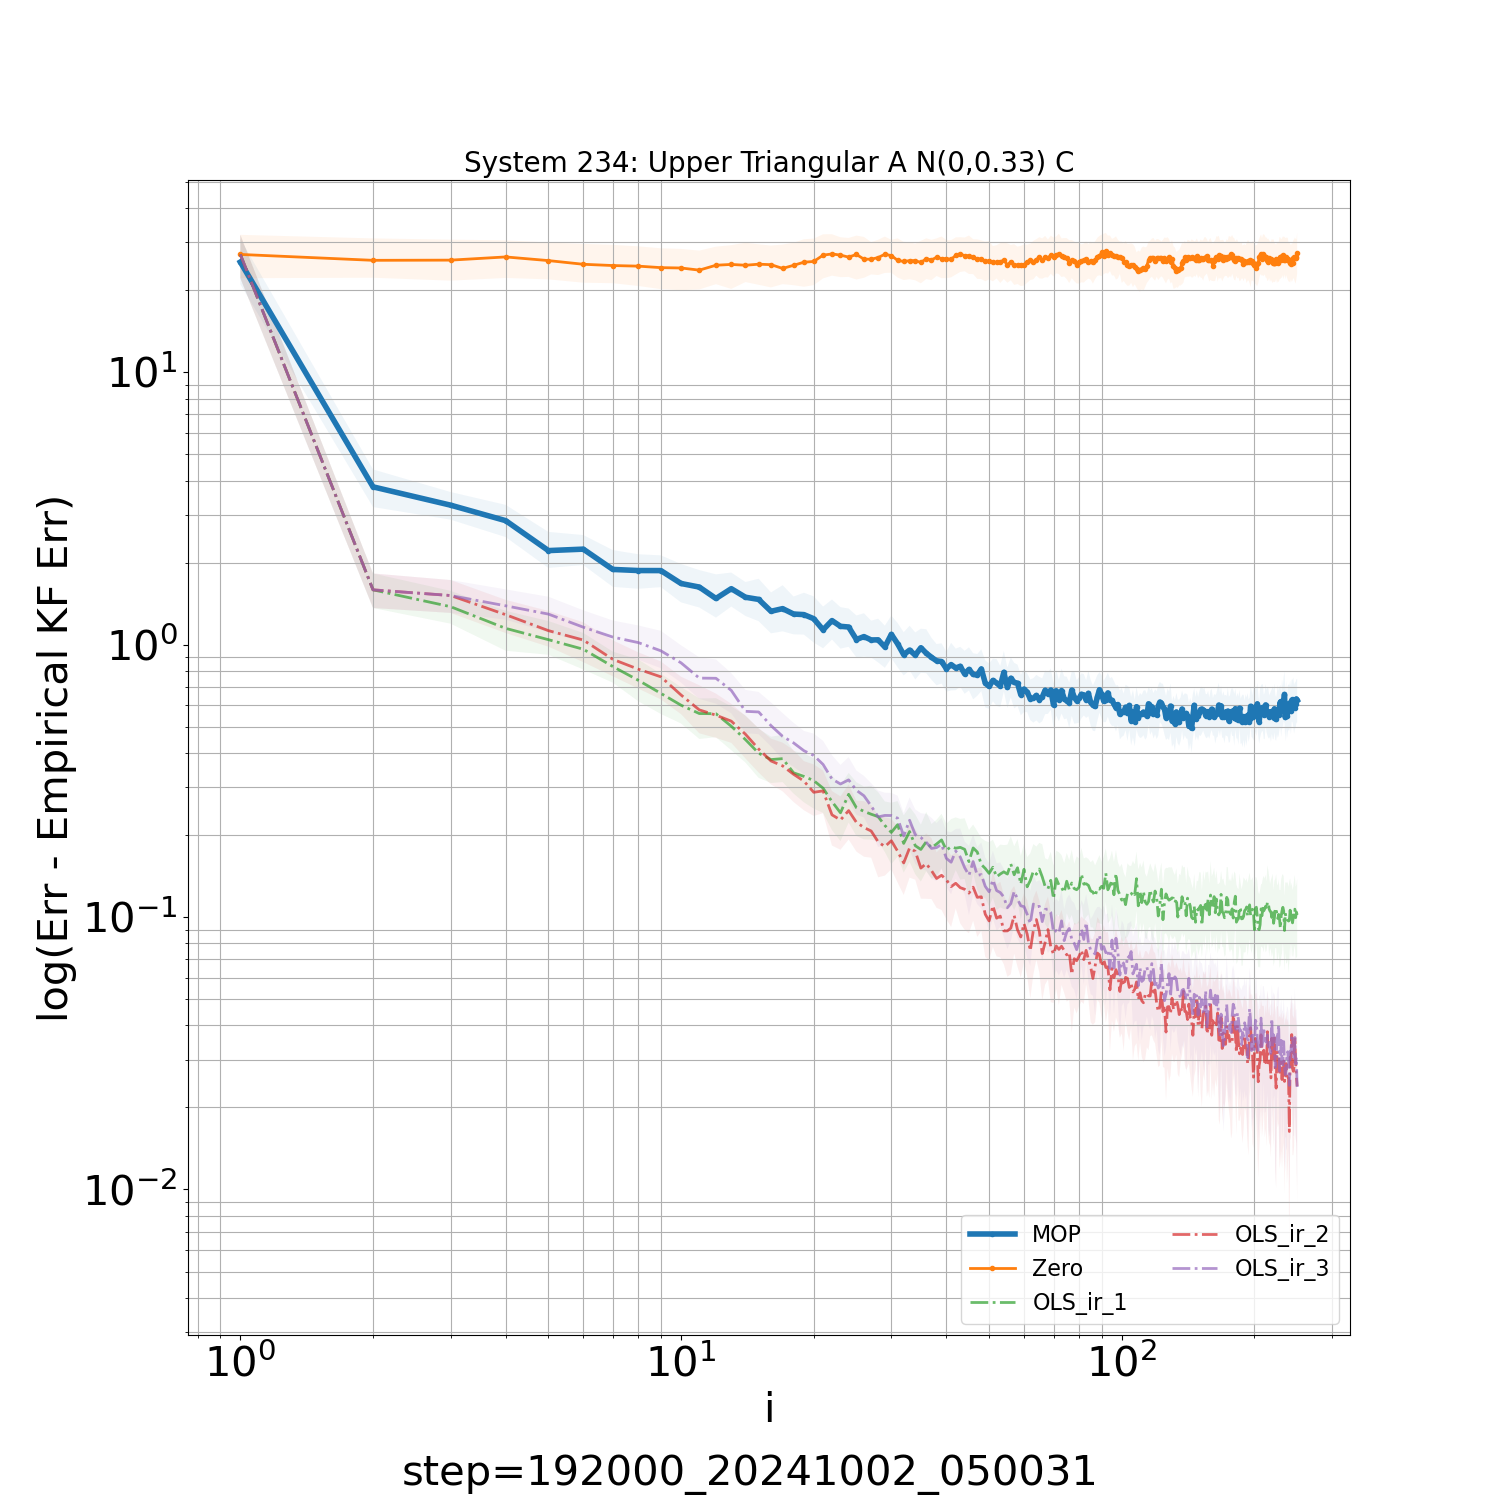 System 234: Upper Triangular A N(0,0.33) C
log(Err - Empirical KF Err)
10¹
10⁰
10⁻¹
10⁻²
MOP
Zero
OLS_ir_1
OLS_ir_2
OLS_ir_3
10⁰ 10¹ 10²
i
step=192000_20241002_050031